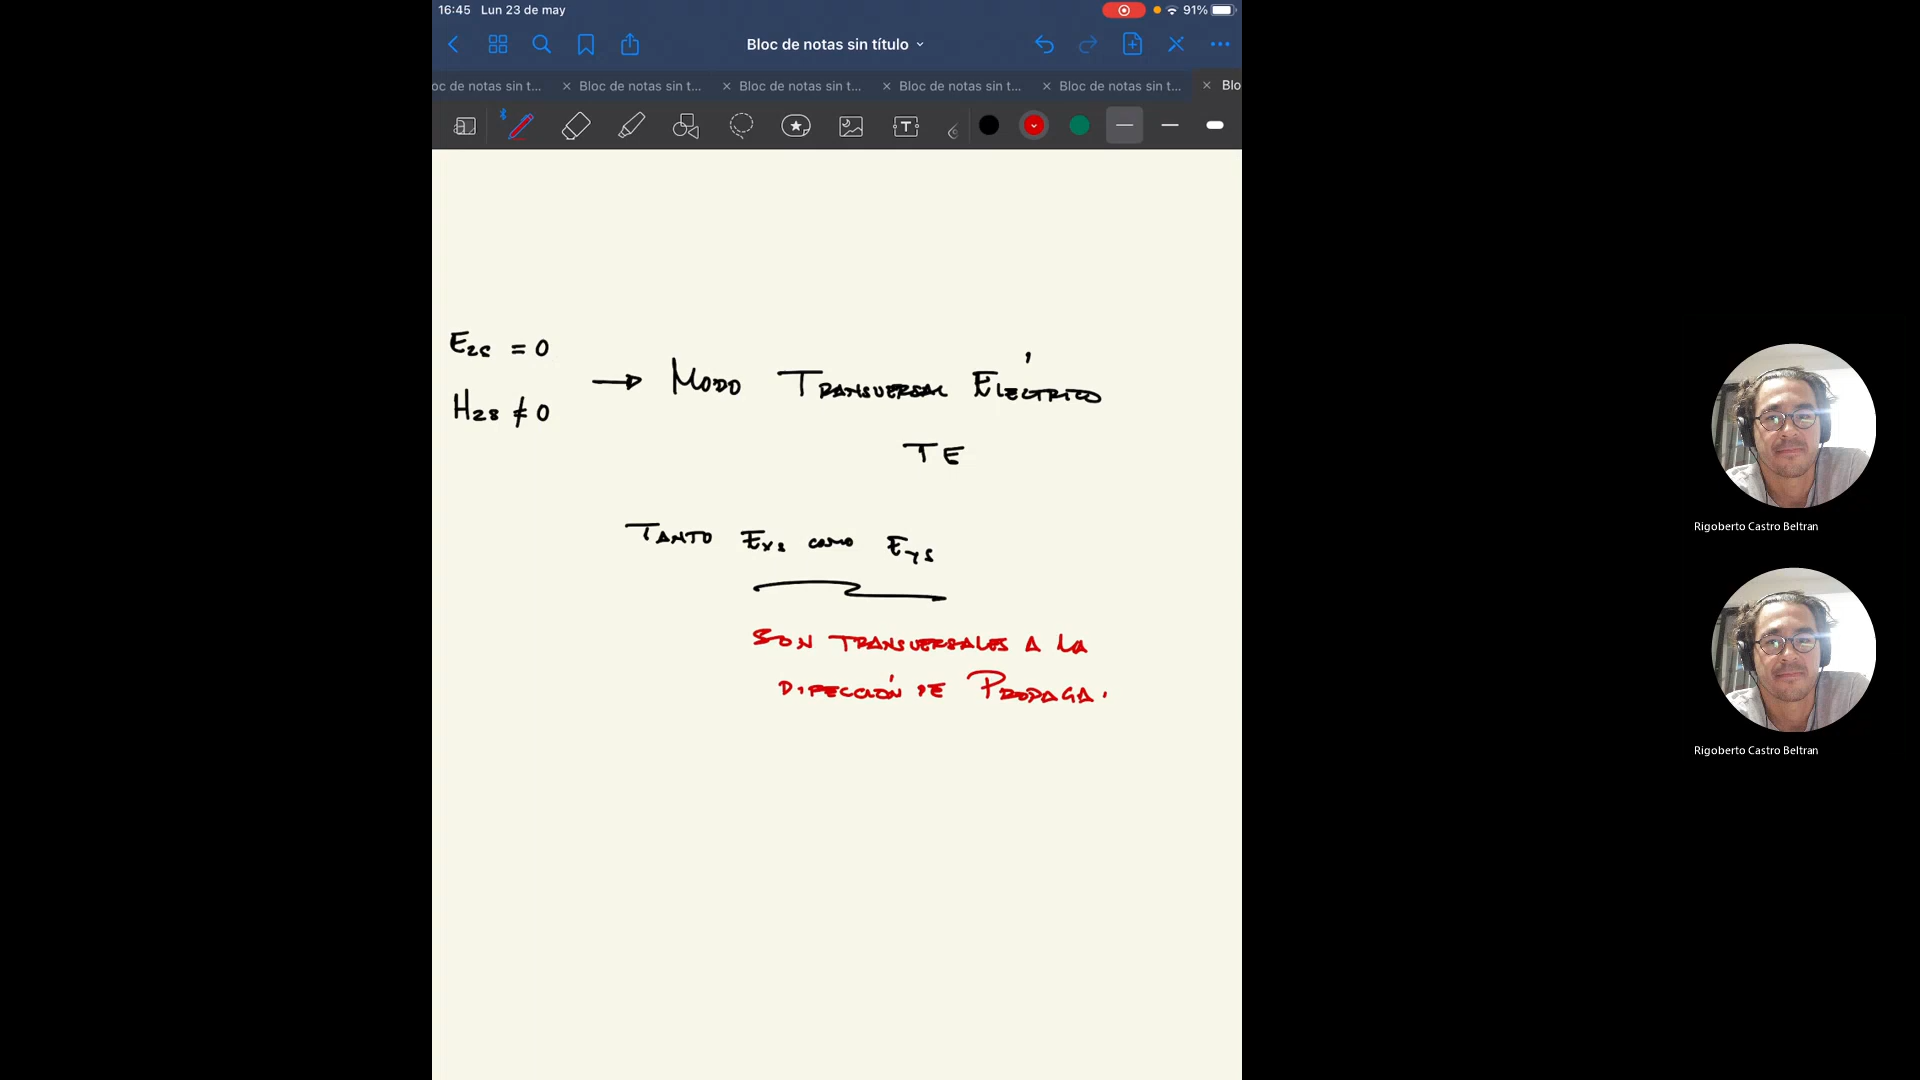 16:45 Lun 23 de may 91%
Bloc de notas sin título
oc de notas sin t... Bloc de notas sin t... Bloc de notas sin t... Bloc de notas sin t... Bloc de notas sin t... Blo
Ezs = 0
→ Modo Transversal Eléctrico
Hzs ≠ 0
TE
Tanto Exs como Eys
Son transversales a la
dirección de Propaga.
Rigoberto Castro Beltran
Rigoberto Castro Beltran